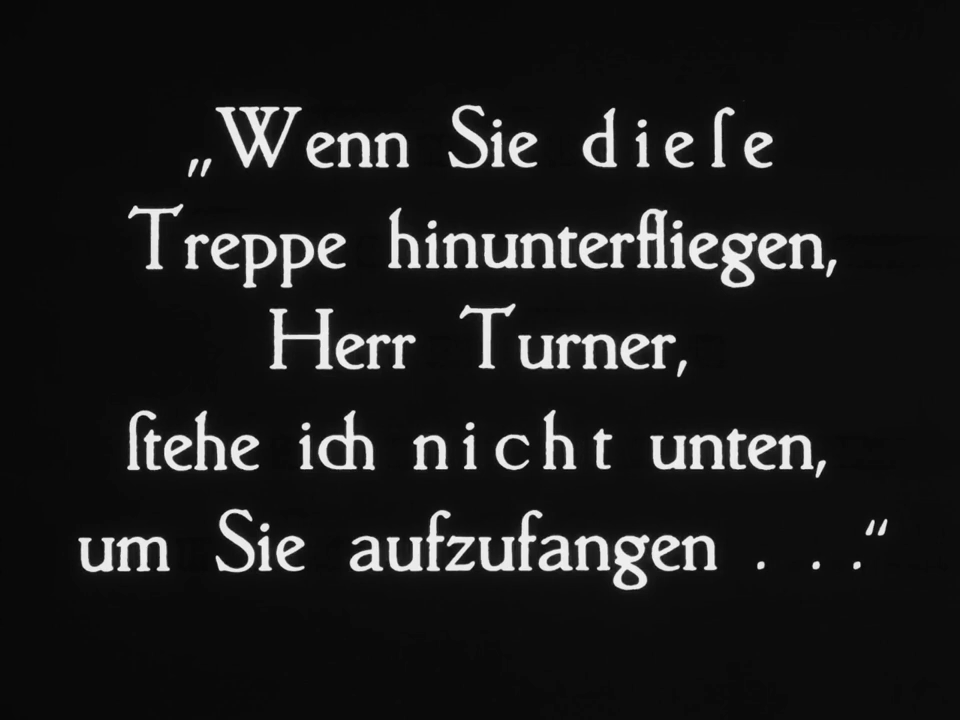 „Wenn Sie dieſe
Treppe hinunterfliegen,
Herr Turner,
ſtehe ich nicht unten,
um Sie aufzufangen . . .“